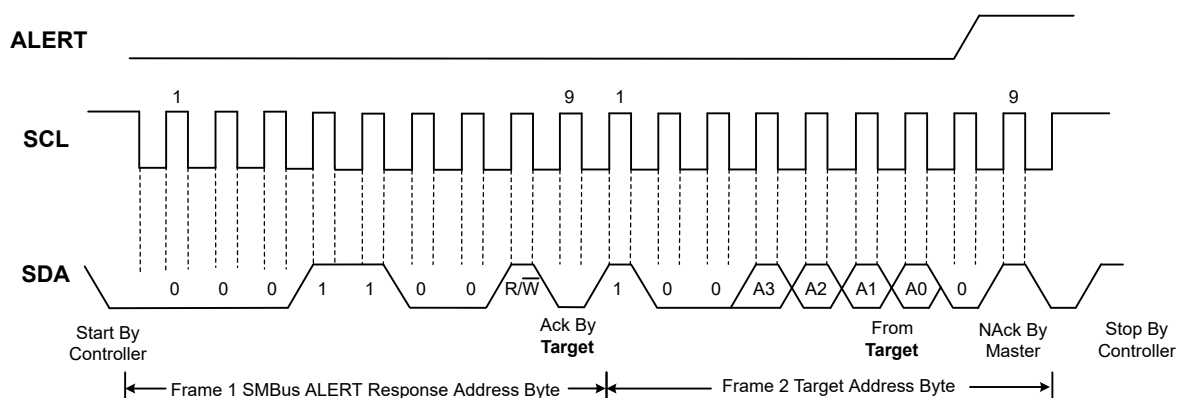 ALERT
1 9 1 9
SCL
SDA
0 0 0 1 1 0 0 R/W̅ 1 0 0 A3 A2 A1 A0 0
Start By
Controller
Ack By
Target
From
Target
NAck By
Master
Stop By
Controller
Frame 1 SMBus ALERT Response Address Byte
Frame 2 Target Address Byte